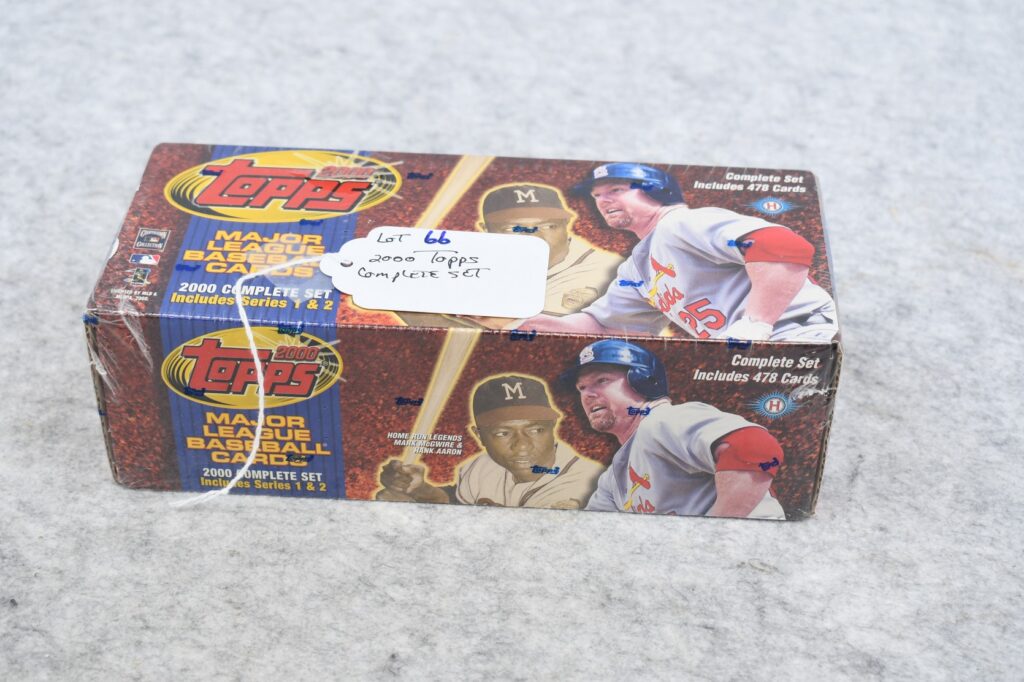 2000
TOPPS
MAJOR
LEAGUE
BASEBALL
CARDS
2000 COMPLETE SET
Includes Series 1 & 2
LOT 66
2000 Topps
Complete SET
M
Complete Set
Includes 478 Cards
H
25
2000
TOPPS
MAJOR
LEAGUE
BASEBALL
CARDS
2000 COMPLETE SET
Includes Series 1 & 2
HOME RUN LEGENDS
MARK McGWIRE &
HANK AARON
M
Complete Set
Includes 478 Cards
H